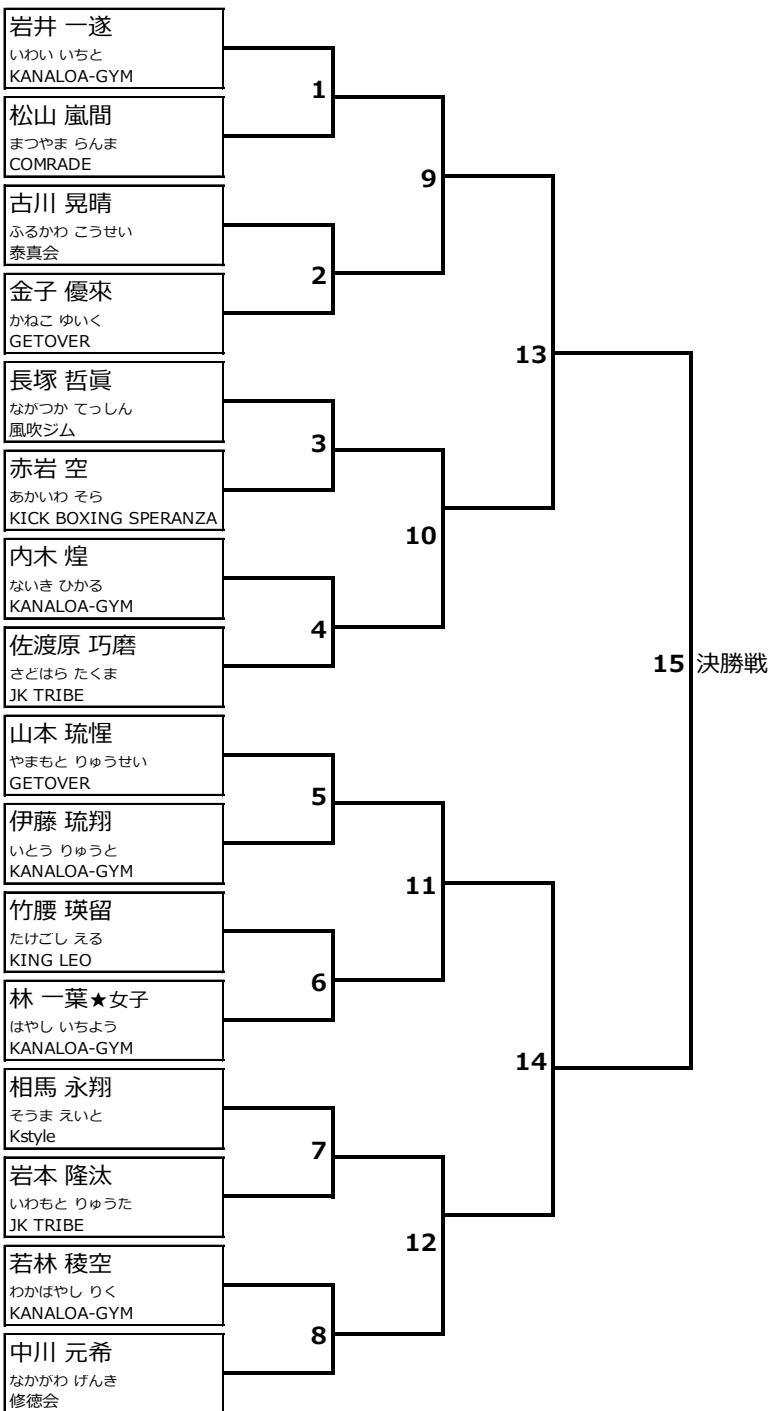 岩井 一遂
いわい いちと
KANALOA-GYM
1
松山 嵐間
まつやま らんま
COMRADE
9
古川 晃晴
ふるかわ こうせい
泰真会
2
金子 優來
かねこ ゆいく
GETOVER
13
長塚 哲眞
ながつか てっしん
風吹ジム
3
赤岩 空
あかいわ そら
KICK BOXING SPERANZA
10
内木 煌
ないき ひかる
KANALOA-GYM
4
佐渡原 巧磨
さどはら たくま
JK TRIBE
15 決勝戦
山本 琉惺
やまもと りゅうせい
GETOVER
5
伊藤 琉翔
いとう りゅうと
KANALOA-GYM
11
竹腰 瑛留
たけごし える
KING LEO
6
林 一葉★女子
はやし いちよう
KANALOA-GYM
14
相馬 永翔
そうま えいと
Kstyle
7
岩本 隆汰
いわもと りゅうた
JK TRIBE
12
若林 稜空
わかばやし りく
KANALOA-GYM
8
中川 元希
なかがわ げんき
修徳会